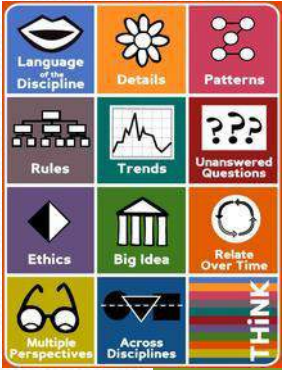 Language
of the
Discipline
Details
Patterns
Rules
Trends
???
Unanswered
Questions
Ethics
Big Idea
Relate
Over Time
Multiple
Perspectives
Across
Disciplines
THiNK